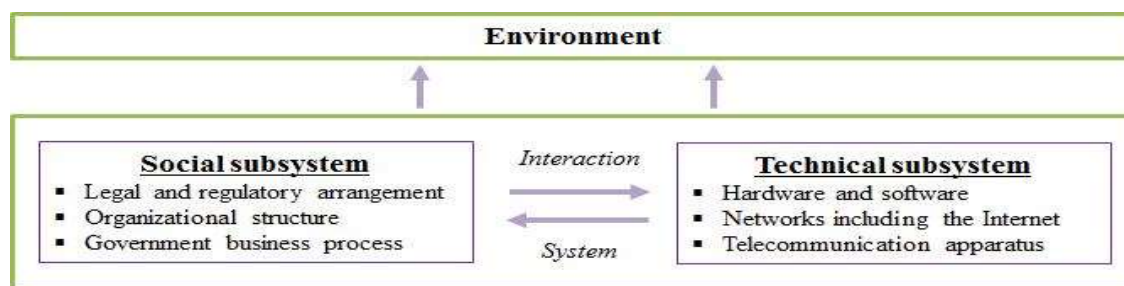 Environment
Social subsystem
▪ Legal and regulatory arrangement
▪ Organizational structure
▪ Government business process
Interaction
System
Technical subsystem
▪ Hardware and software
▪ Networks including the Internet
▪ Telecommunication apparatus